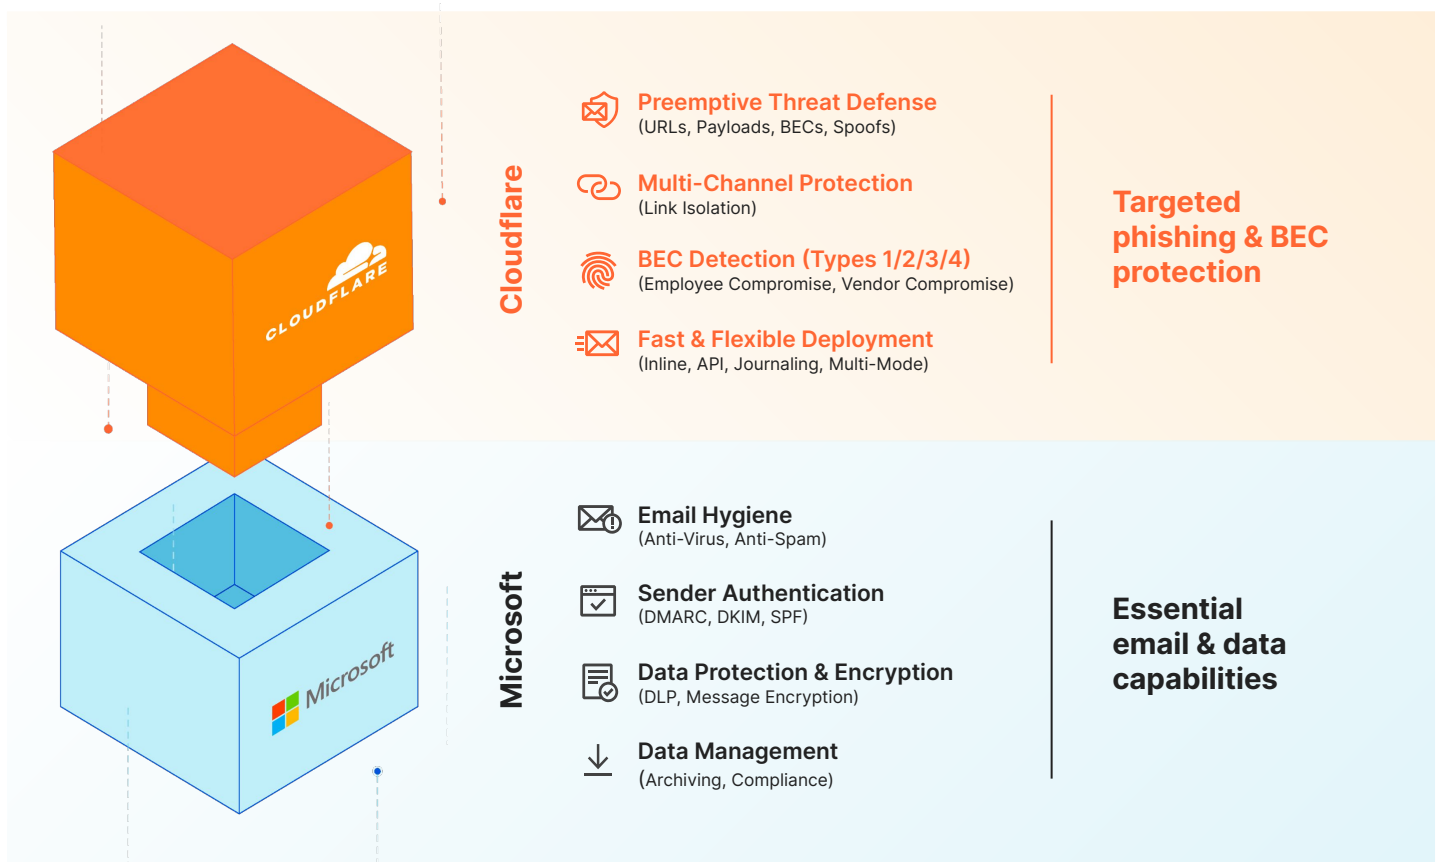 CLOUDFLARE
Cloudflare
Preemptive Threat Defense
(URLs, Payloads, BECs, Spoofs)
Multi-Channel Protection
(Link Isolation)
BEC Detection (Types 1/2/3/4)
(Employee Compromise, Vendor Compromise)
Fast & Flexible Deployment
(Inline, API, Journaling, Multi-Mode)
Targeted
phishing & BEC
protection
Microsoft
Microsoft
Email Hygiene
(Anti-Virus, Anti-Spam)
Sender Authentication
(DMARC, DKIM, SPF)
Data Protection & Encryption
(DLP, Message Encryption)
Data Management
(Archiving, Compliance)
Essential
email & data
capabilities